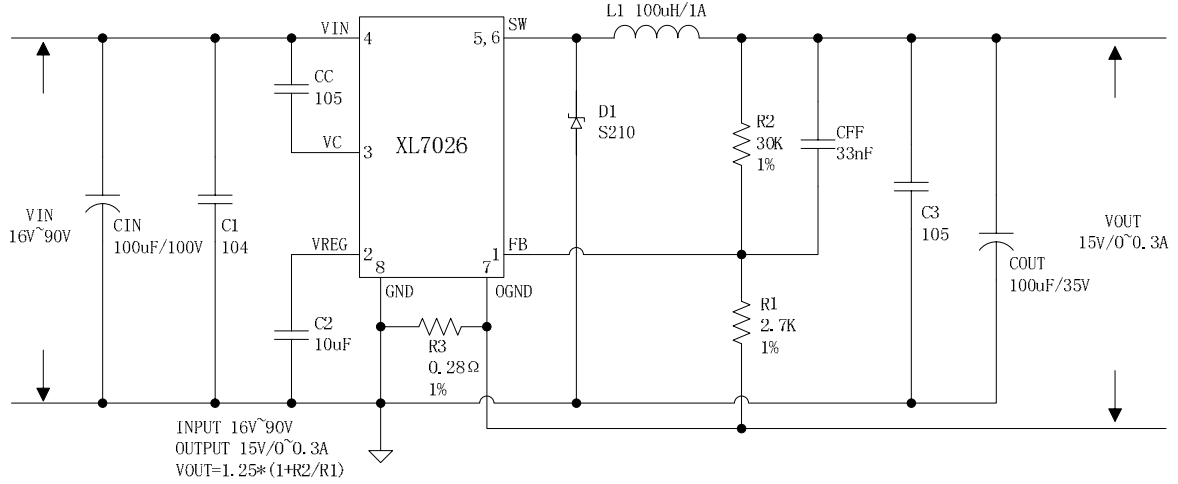 L1 100uH/1A
VIN
4
5,6
SW
CC
105
D1
S210
R2
30K
1%
CFF
33nF
XL7026
VC
3
VIN
16V~90V
CIN
100uF/100V
C1
104
C3
105
VOUT
15V/0~0.3A
VREG
2
8
7
1
FB
COUT
100uF/35V
GND
OGND
C2
10uF
R3
0.28Ω
1%
R1
2.7K
1%
INPUT 16V~90V
OUTPUT 15V/0~0.3A
VOUT=1.25*(1+R2/R1)